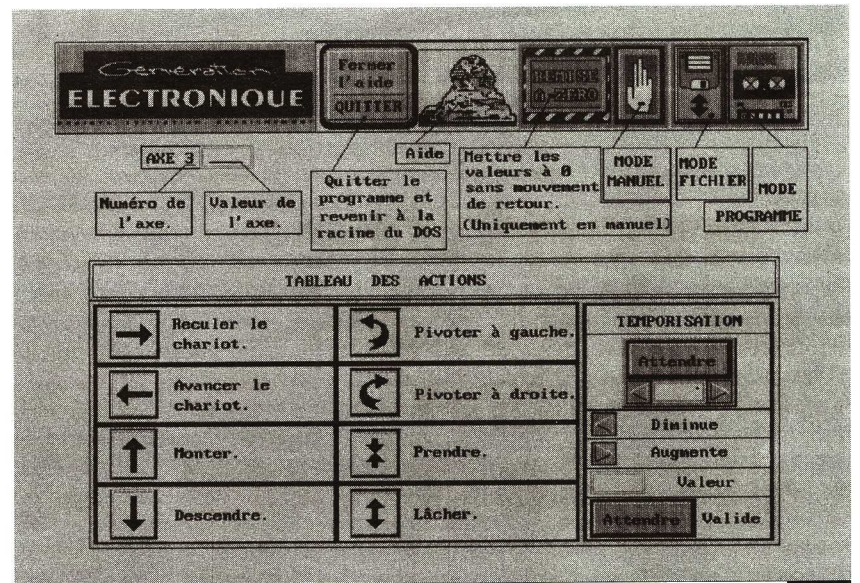 Génération
ELECTRONIQUE
Fermer
l'aide
QUITTER
REMISE
à ZERO
AXE 3
Numéro de
l'axe.
Valeur de
l'axe.
Quitter le
programme et
revenir à la
racine du DOS
Aide
Mettre les
valeurs à 0
sans mouvement
de retour.
(Uniquement en manuel)
MODE
MANUEL
MODE
FICHIER
MODE
PROGRAMME
TABLEAU DES ACTIONS
Reculer le
chariot.
Pivoter à gauche.
Avancer le
chariot.
Pivoter à droite.
Monter.
Prendre.
Descendre.
Lâcher.
TEMPORISATION
Attendre
Diminue
Augmente
Valeur
Attendre Valide